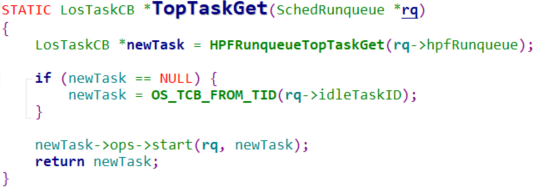 STATIC LosTaskCB *TopTaskGet(SchedRunqueue *rq)
{
    LosTaskCB *newTask = HPFRunqueueTopTaskGet(rq->hpfRunqueue);
    if (newTask == NULL) {
        newTask = OS_TCB_FROM_TID(rq->idleTaskID);
    }
    newTask->ops->start(rq, newTask);
    return newTask;
}